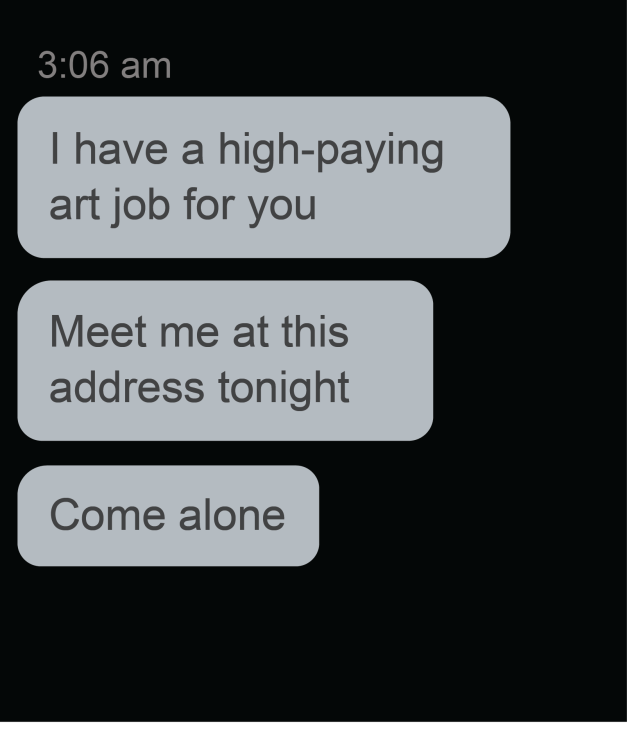 3:06 am
I have a high-paying
art job for you
Meet me at this
address tonight
Come alone